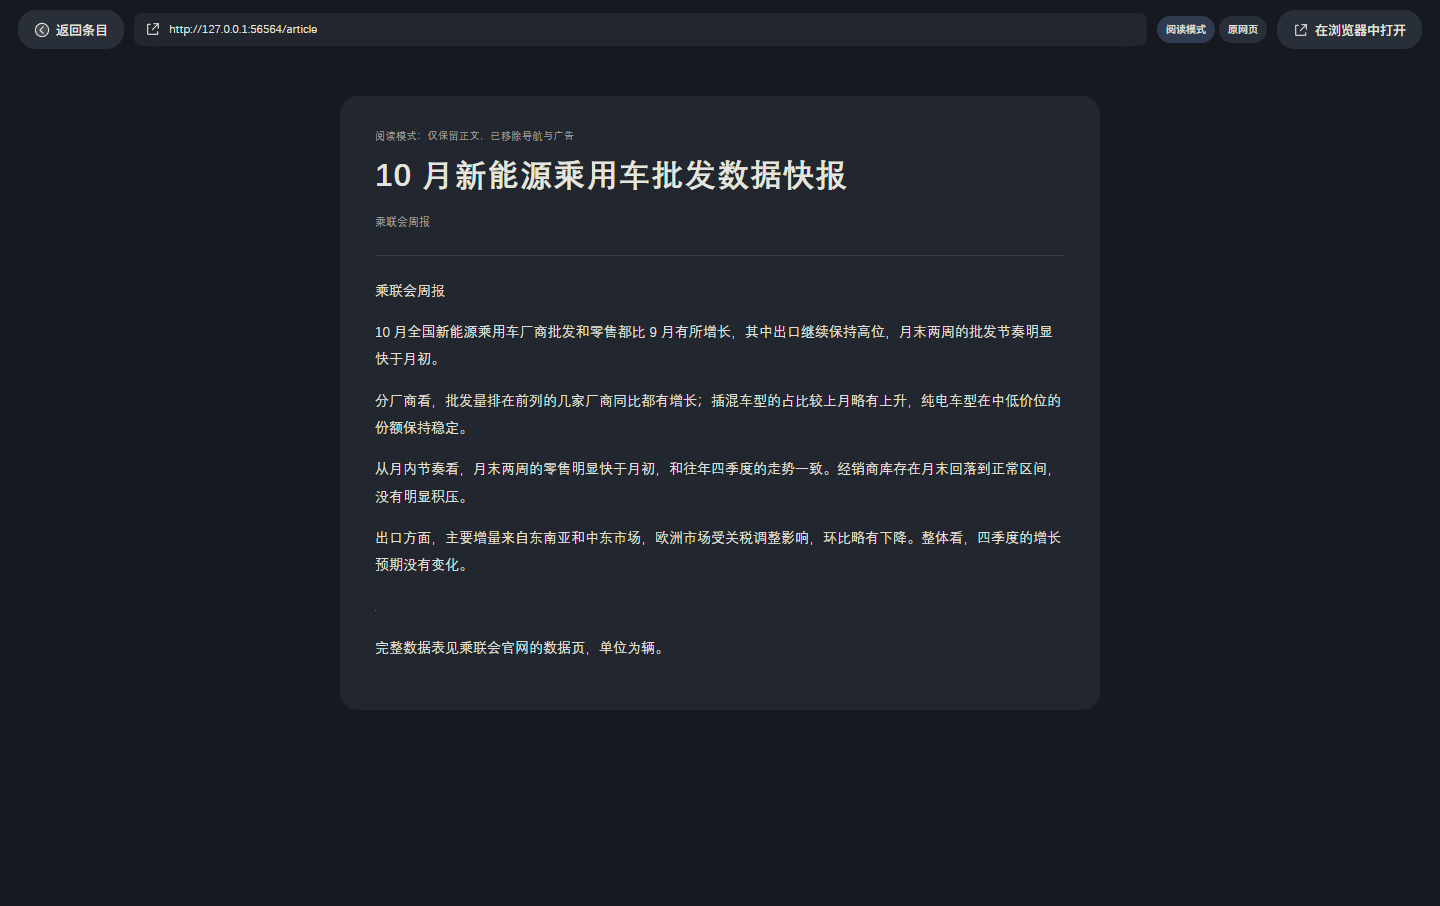 返回条目
http://127.0.0.1:56564/article
阅读模式
原网页
在浏览器中打开
阅读模式：仅保留正文，已移除导航与广告
10 月新能源乘用车批发数据快报
乘联会周报
乘联会周报
10 月全国新能源乘用车厂商批发和零售都比 9 月有所增长，其中出口继续保持高位，月末两周的批发节奏明显
快于月初。
分厂商看，批发量排在前列的几家厂商同比都有增长；插混车型的占比较上月略有上升，纯电车型在中低价位的
份额保持稳定。
从月内节奏看，月末两周的零售明显快于月初，和往年四季度的走势一致。经销商库存在月末回落到正常区间，
没有明显积压。
出口方面，主要增量来自东南亚和中东市场，欧洲市场受关税调整影响，环比略有下降。整体看，四季度的增长
预期没有变化。
完整数据表见乘联会官网的数据页，单位为辆。